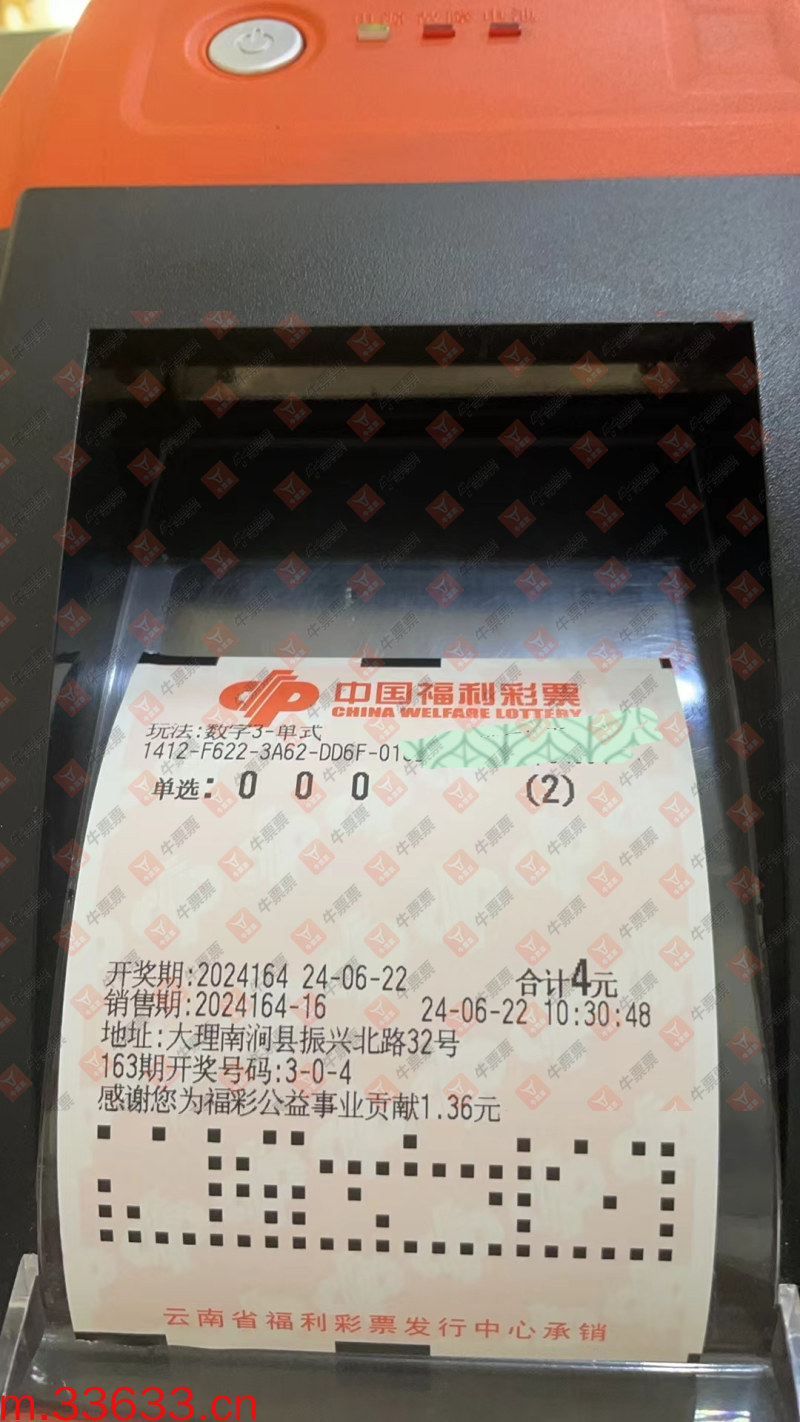 中国福利彩票
CHINA WELFARE LOTTERY
玩法:数字3-单式
1412-F622-3A62-DD6F-01
单选: 0 0 0 (2)
开奖期:2024164 24-06-22 合计4元
销售期:2024164-16 24-06-22 10:30:48
地址:大理南涧县振兴北路32号
163期开奖号码:3-0-4
感谢您为福彩公益事业贡献1.36元
云南省福利彩票发行中心承销
牛票票
m.33633.cn